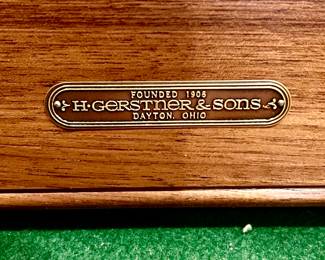 FOUNDED 1906
H·GERSTNER & SONS
DAYTON, OHIO